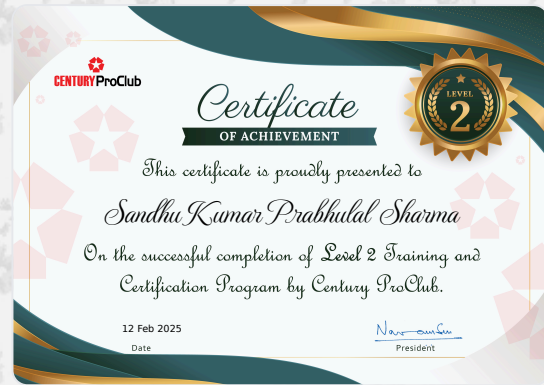 CENTURY ProClub
Certificate
OF ACHIEVEMENT
LEVEL
2
This certificate is proudly presented to
Sandhu Kumar Prabhulal Sharma
On the successful completion of Level 2 Training and
Certification Program by Century ProClub.
12 Feb 2025
Date
President